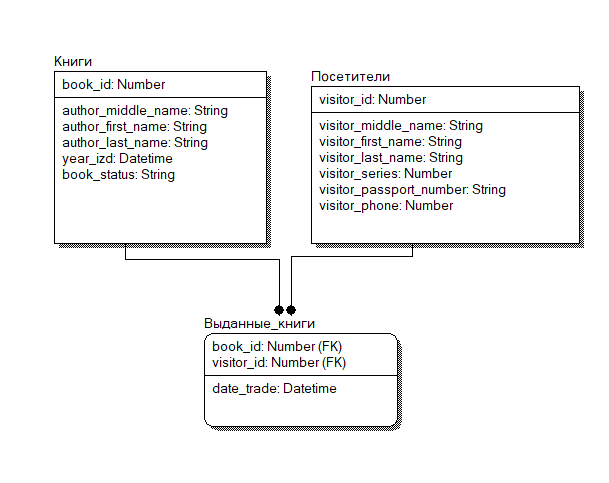 Книги
book_id: Number
author_middle_name: String
author_first_name: String
author_last_name: String
year_izd: Datetime
book_status: String
Посетители
visitor_id: Number
visitor_middle_name: String
visitor_first_name: String
visitor_last_name: String
visitor_series: Number
visitor_passport_number: String
visitor_phone: Number
Выданные_книги
book_id: Number (FK)
visitor_id: Number (FK)
date_trade: Datetime